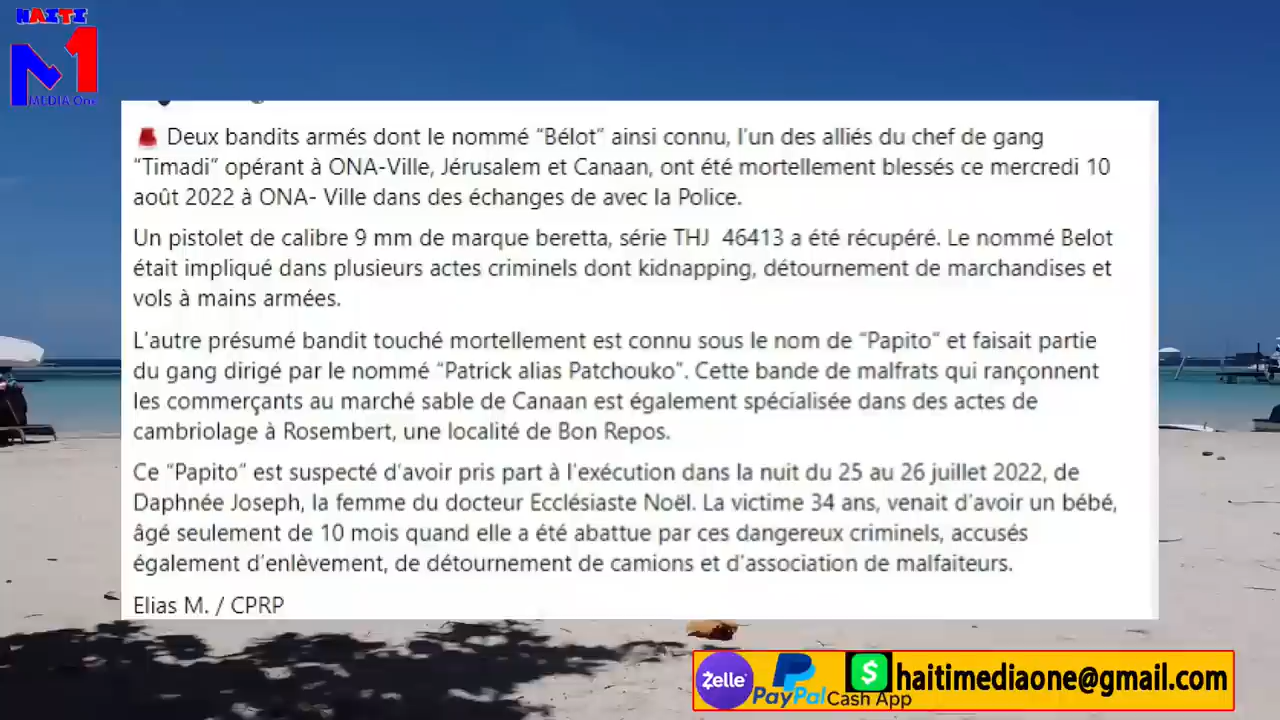 HAITI
M1
MEDIA One
Deux bandits armés dont le nommé “Bélot” ainsi connu, l’un des alliés du chef de gang
“Timadi” opérant à ONA-Ville, Jérusalem et Canaan, ont été mortellement blessés ce mercredi 10
août 2022 à ONA- Ville dans des échanges de avec la Police.
Un pistolet de calibre 9 mm de marque beretta, série THJ 46413 a été récupéré. Le nommé Belot
était impliqué dans plusieurs actes criminels dont kidnapping, détournement de marchandises et
vols à mains armées.
L’autre présumé bandit touché mortellement est connu sous le nom de “Papito” et faisait partie
du gang dirigé par le nommé “Patrick alias Patchouko”. Cette bande de malfrats qui rançonnent
les commerçants au marché sable de Canaan est également spécialisée dans des actes de
cambriolage à Rosembert, une localité de Bon Repos.
Ce “Papito” est suspecté d’avoir pris part à l’exécution dans la nuit du 25 au 26 juillet 2022, de
Daphnée Joseph, la femme du docteur Ecclésiaste Noël. La victime 34 ans, venait d’avoir un bébé,
âgé seulement de 10 mois quand elle a été abattue par ces dangereux criminels, accusés
également d’enlèvement, de détournement de camions et d’association de malfaiteurs.
Elias M. / CPRP
Zelle
PayPal
$
Cash App
haitimediaone@gmail.com